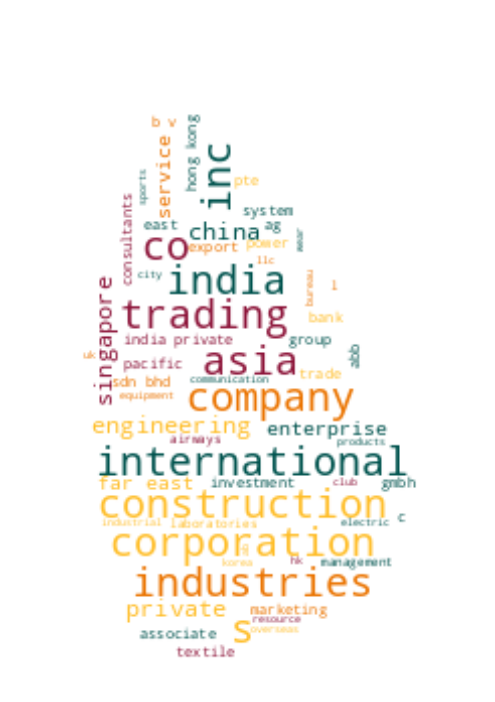 b v
hong kong
inc
service
sports
pte
consultants
system
east
ag
china
wear
co
export
power
llc
city
india
bureau
l
singapore
trading
bank
india private
group
uk
pacific
asia
abb
trade
sdn bhd
communication
equipment
company
engineering
enterprise
airways
products
international
far east
investment
club
gmbh
construction
c
industrial
laboratories
electric
corporation
korea
hk
management
industries
private
marketing
resource
s
overseas
associate
textile